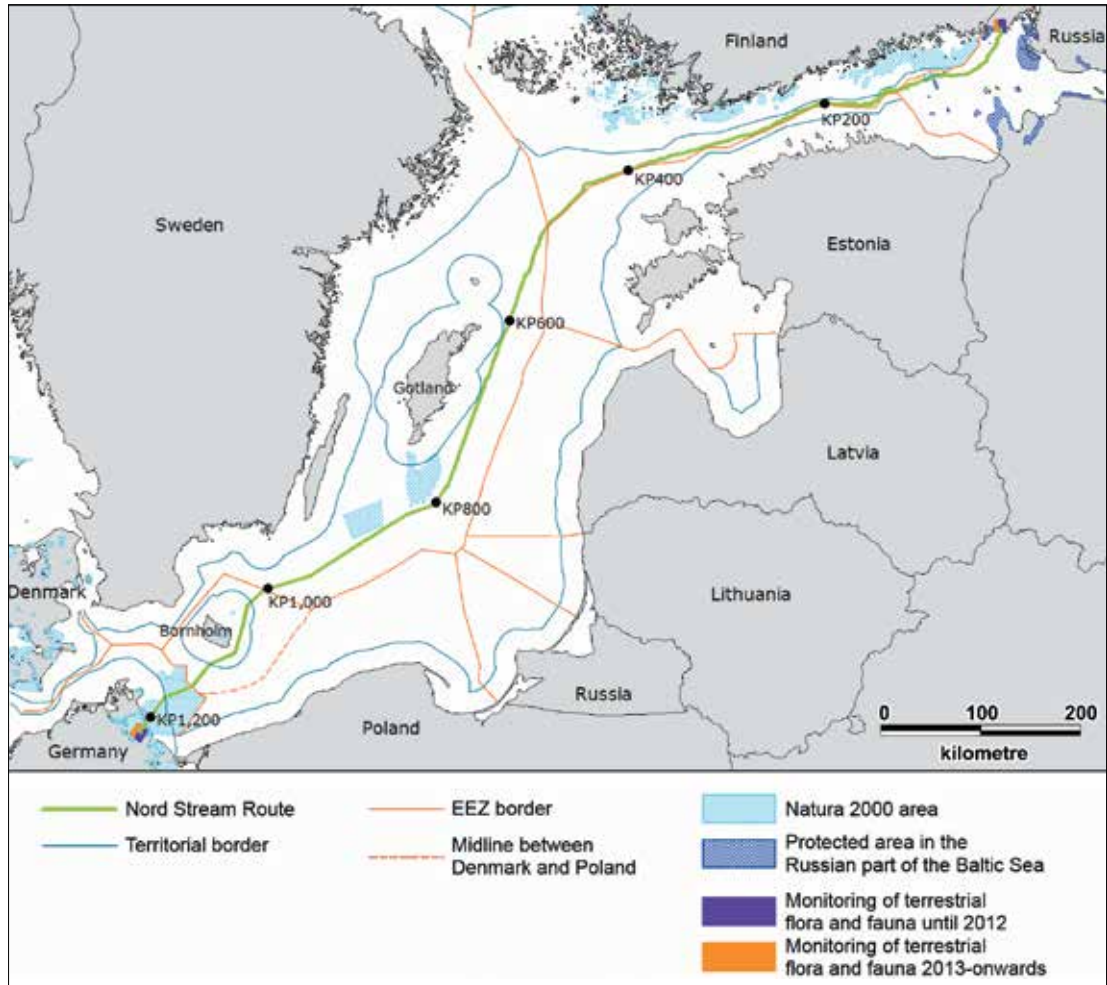 Finland
Russia
KP200
KP400
Sweden
Estonia
KP600
Gotland
Latvia
KP800
Denmark
KP1,000
Lithuania
Bornholm
Russia
KP1,200
Poland
Germany
0 100 200
kilometre
Nord Stream Route
Territorial border
EEZ border
Midline between
Denmark and Poland
Natura 2000 area
Protected area in the
Russian part of the Baltic Sea
Monitoring of terrestrial
flora and fauna until 2012
Monitoring of terrestrial
flora and fauna 2013-onwards